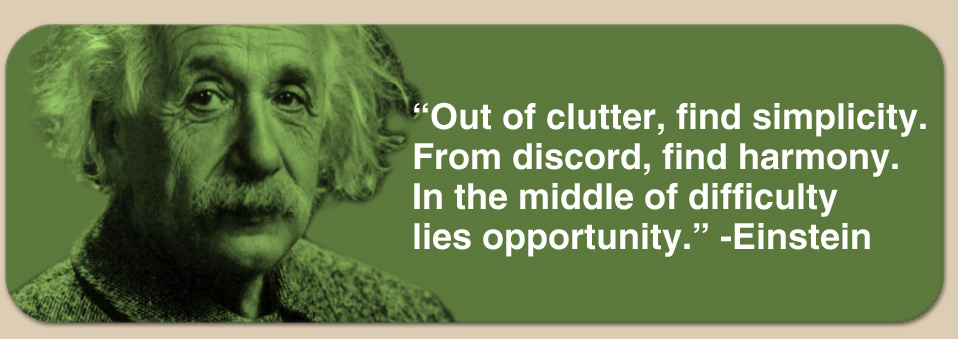 “Out of clutter, find simplicity.
From discord, find harmony.
In the middle of difficulty
lies opportunity.” -Einstein